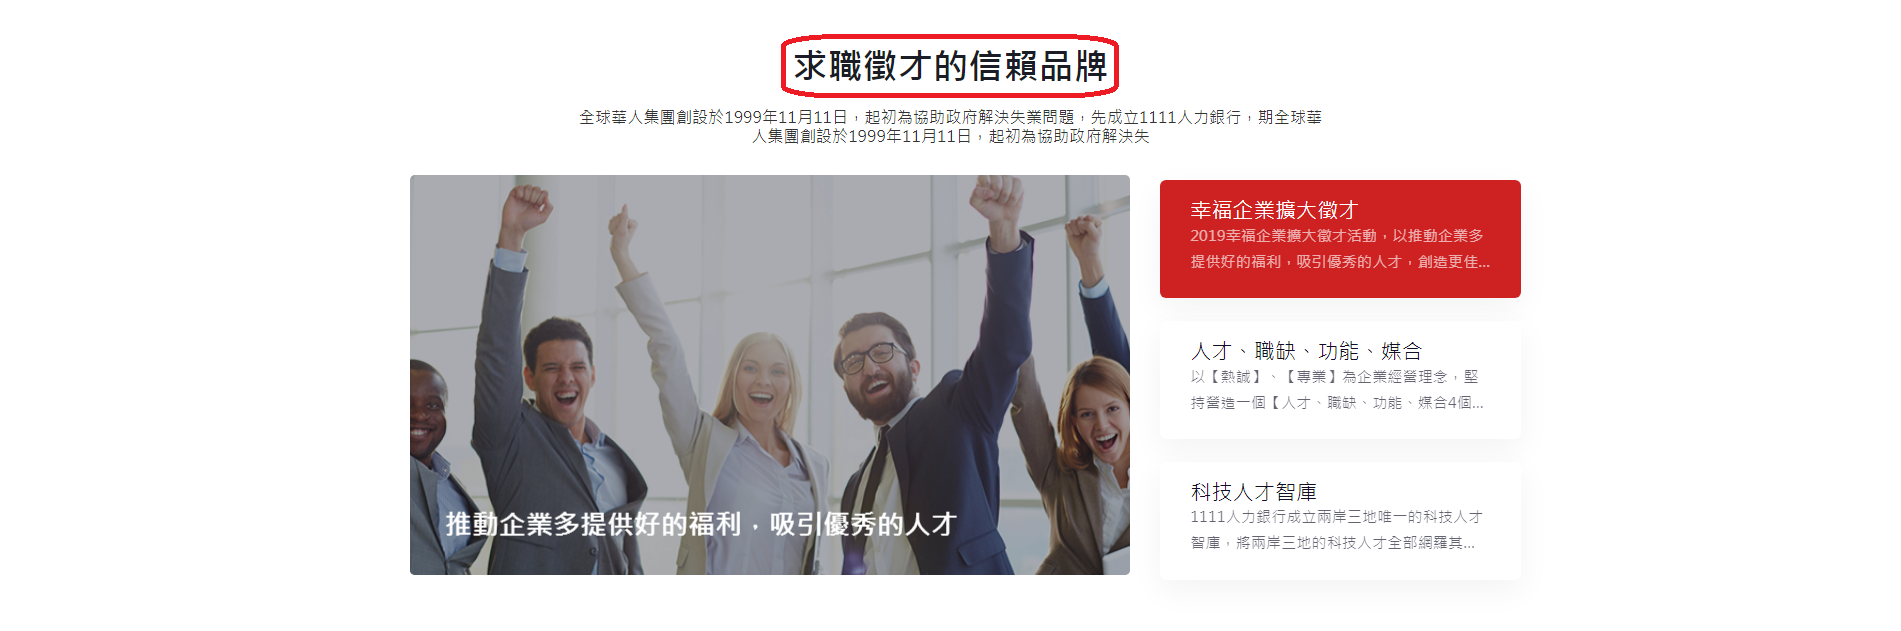 求職徵才的信賴品牌
全球華人集團創設於1999年11月11日，起初為協助政府解決失業問題，先成立1111人力銀行，期全球華
人集團創設於1999年11月11日，起初為協助政府解決失
推動企業多提供好的福利，吸引優秀的人才
幸福企業擴大徵才
2019幸福企業擴大徵才活動，以推動企業多
提供好的福利，吸引優秀的人才，創造更佳...
人才、職缺、功能、媒合
以【熱誠】、【專業】為企業經營理念，堅
持營造一個【人才、職缺、功能、媒合4個...
科技人才智庫
1111人力銀行成立兩岸三地唯一的科技人才
智庫，將兩岸三地的科技人才全部網羅其...